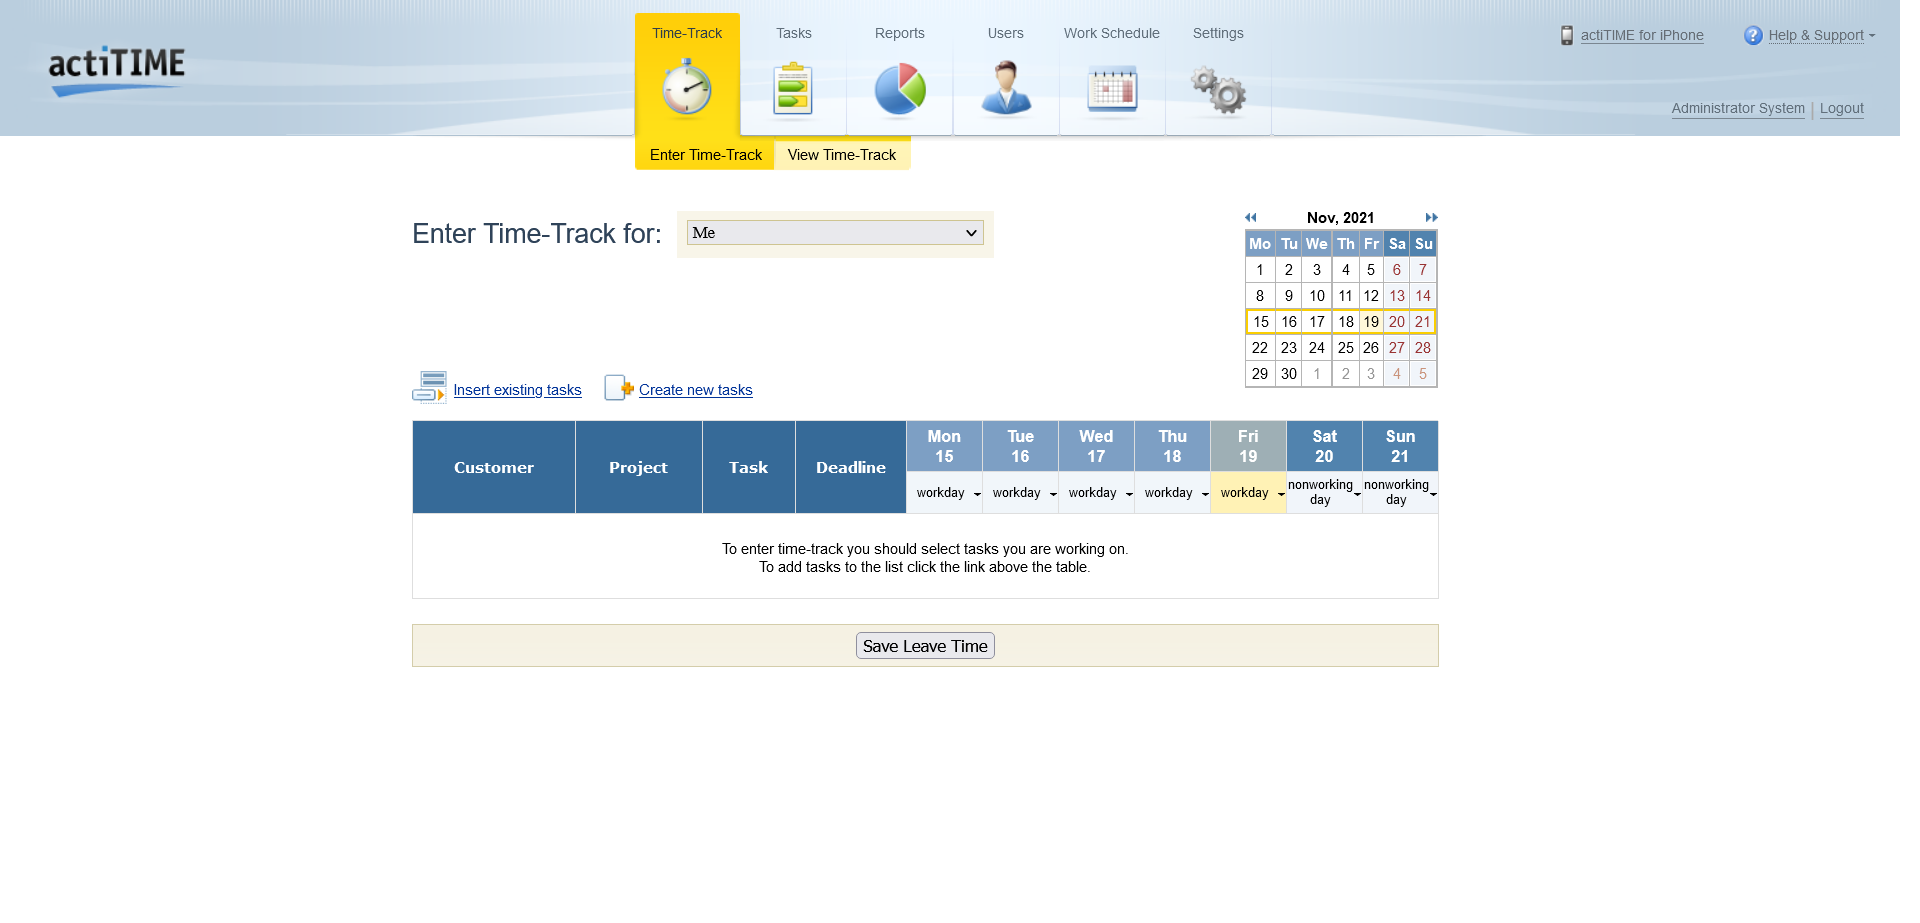 actiTIME
Time-Track
Tasks
Reports
Users
Work Schedule
Settings
actiTIME for iPhone
? Help & Support
Administrator System | Logout
Enter Time-Track
View Time-Track
Enter Time-Track for:
Me
Nov, 2021
Mo Tu We Th Fr Sa Su
1 2 3 4 5 6 7
8 9 10 11 12 13 14
15 16 17 18 19 20 21
22 23 24 25 26 27 28
29 30 1 2 3 4 5
Insert existing tasks
Create new tasks
Customer
Project
Task
Deadline
Mon
15
Tue
16
Wed
17
Thu
18
Fri
19
Sat
20
Sun
21
workday
workday
workday
workday
workday
nonworking
day
nonworking
day
To enter time-track you should select tasks you are working on.
To add tasks to the list click the link above the table.
Save Leave Time